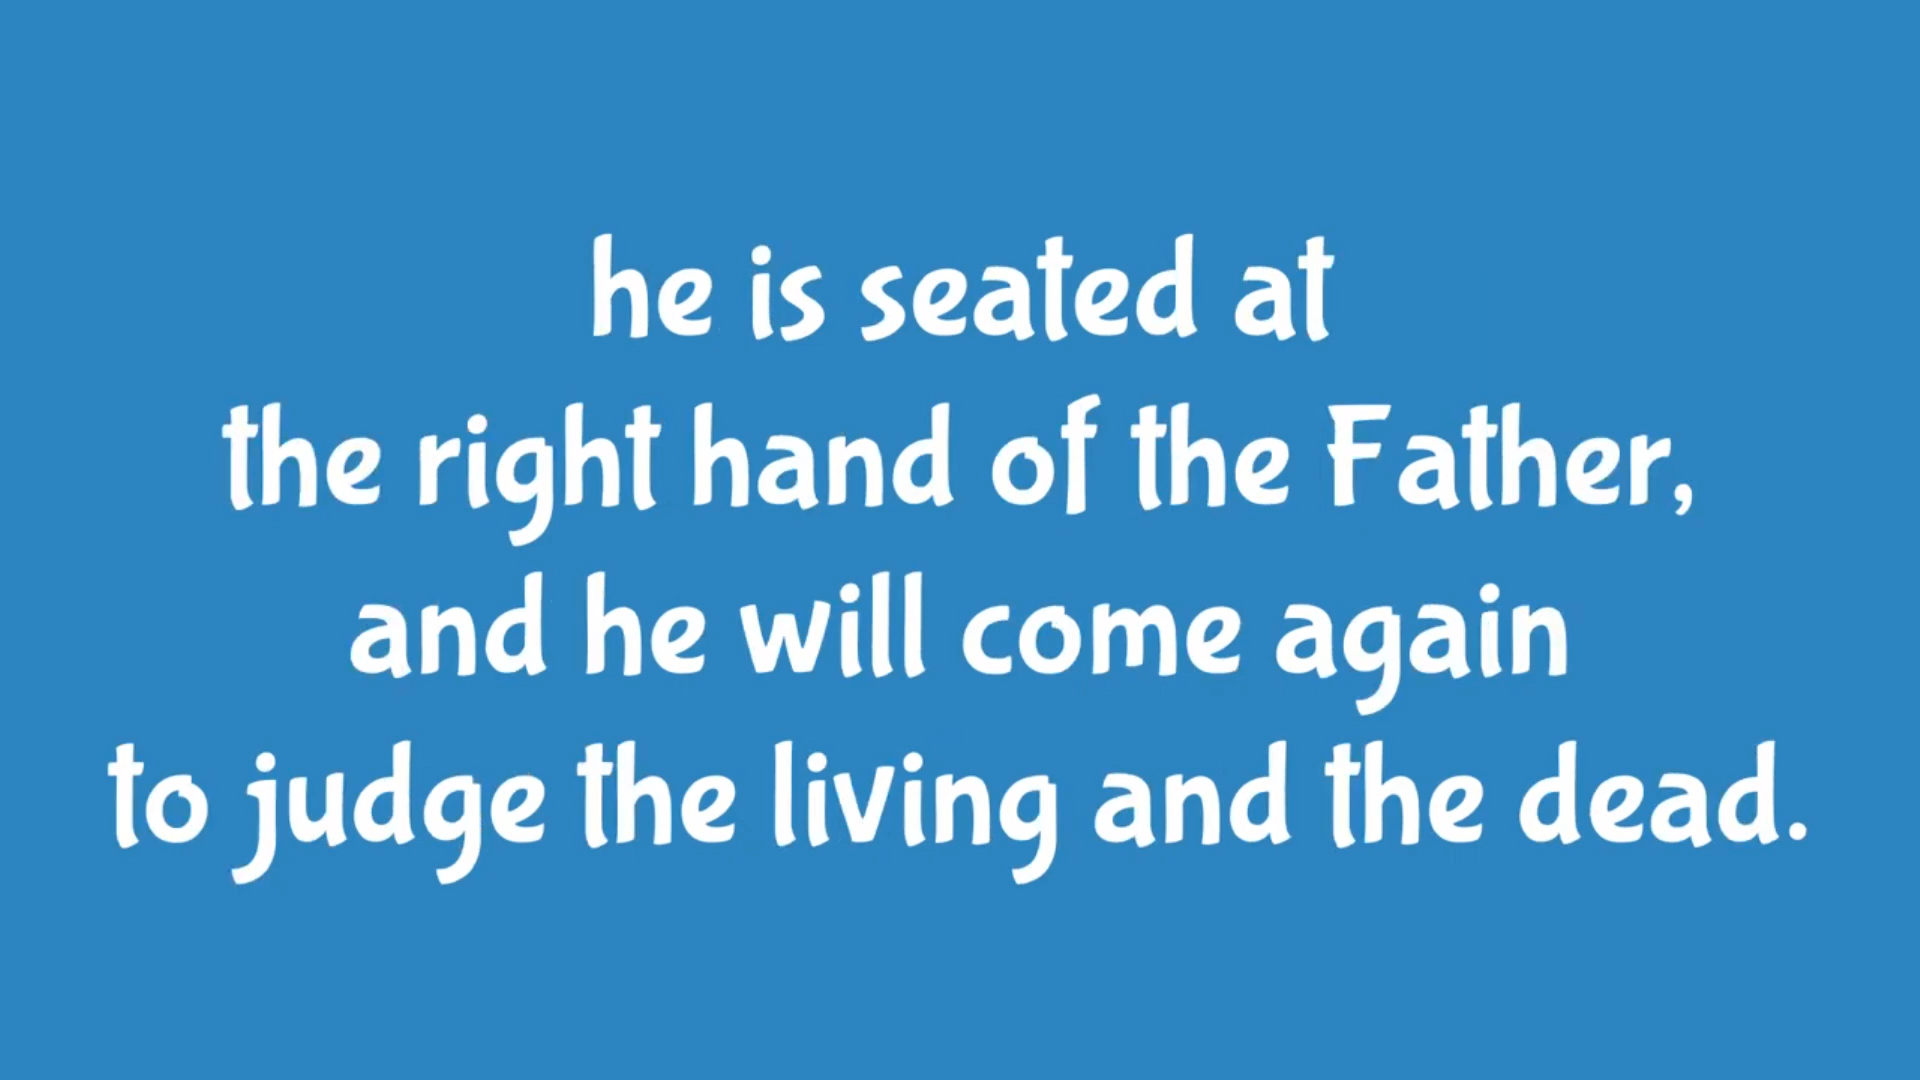 he is seated at
the right hand of the Father,
and he will come again
to judge the living and the dead.